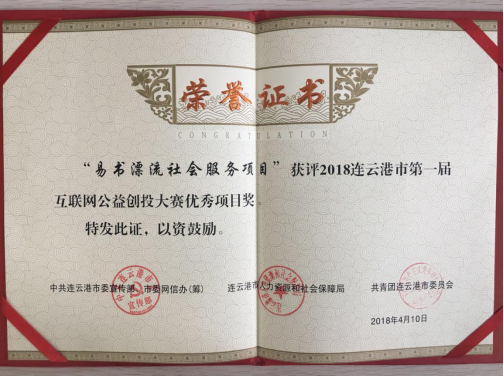 荣誉证书
CONGRATULATION
“易书漂流社会服务项目”获评2018连云港市第一届
互联网公益创投大赛优秀项目奖。
特发此证，以资鼓励。
中共连云港市委宣传部、市委网信办（筹） 连云港市人力资源和社会保障局 共青团连云港市委员会
2018年4月10日